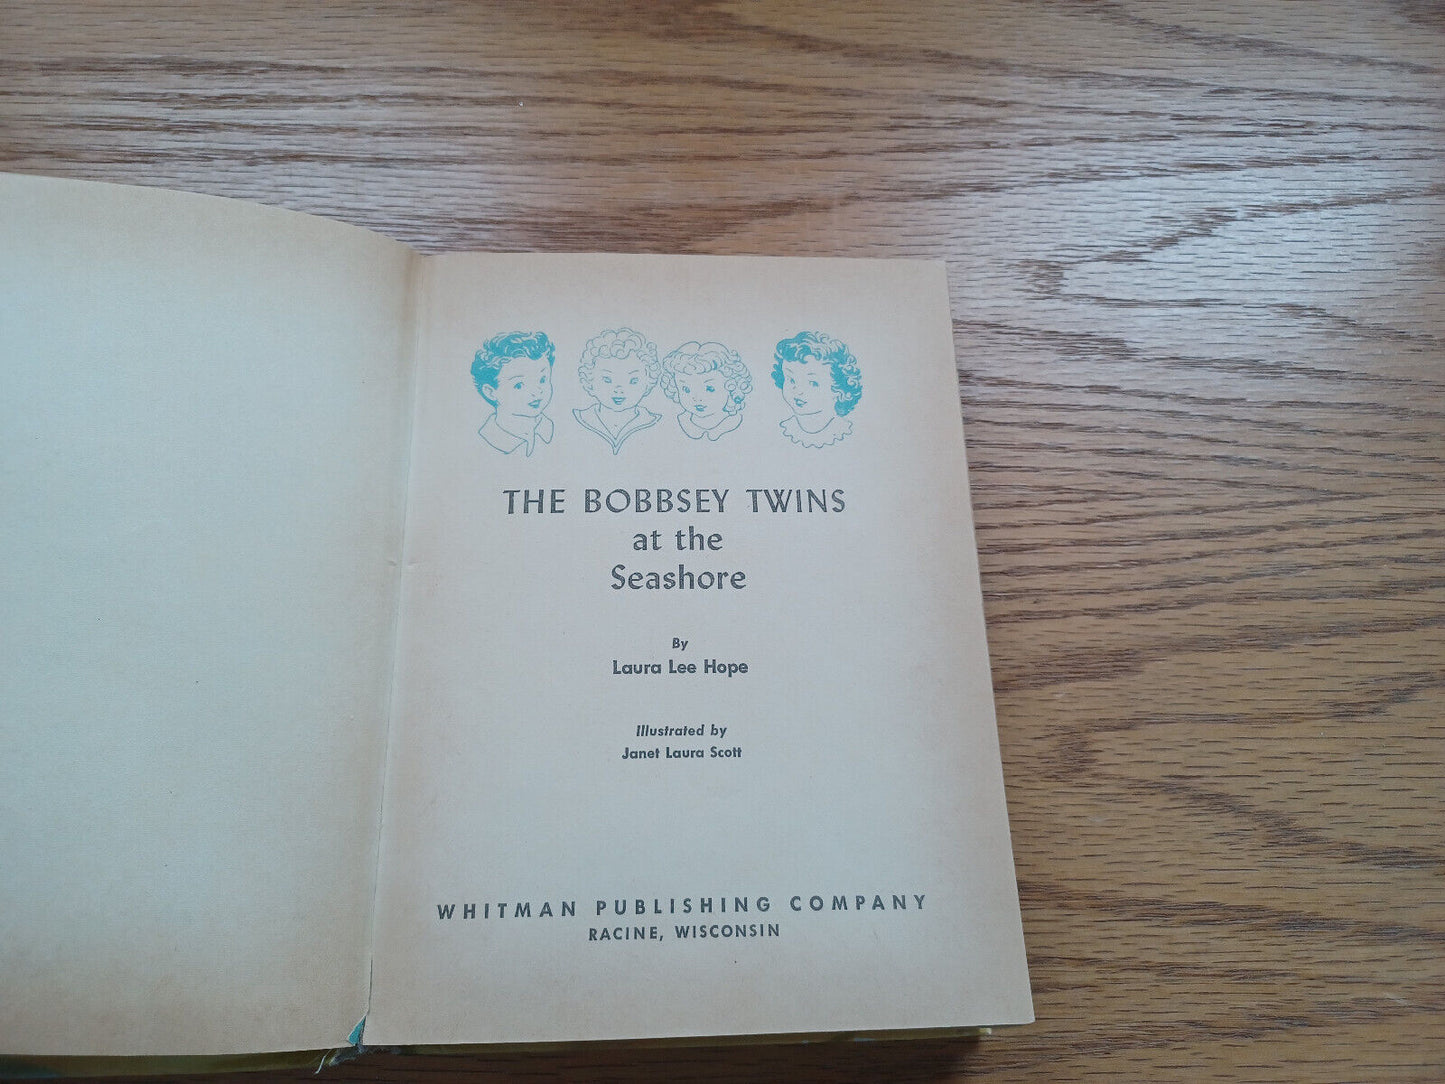 THE BOBBSEY TWINS
at the
Seashore
By
Laura Lee Hope
Illustrated by
Janet Laura Scott
WHITMAN PUBLISHING COMPANY
RACINE, WISCONSIN